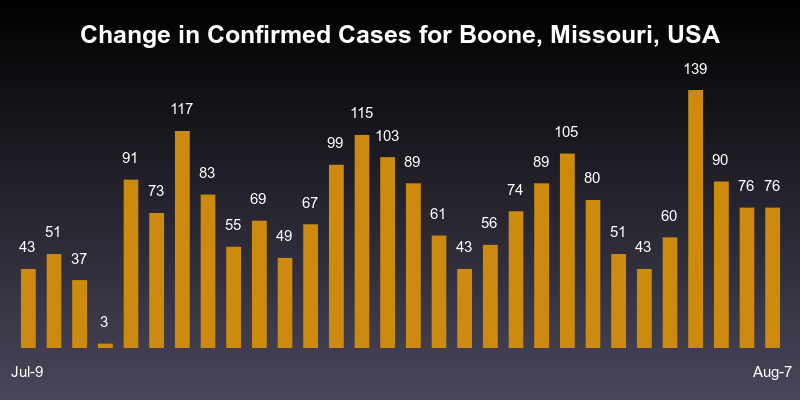 Change in Confirmed Cases for Boone, Missouri, USA
43 51 37 3 91 73 117 83 55 69 49 67 99 115 103 89 61 43 56 74 89 105 80 51 43 60 139 90 76 76
Jul-9 Aug-7